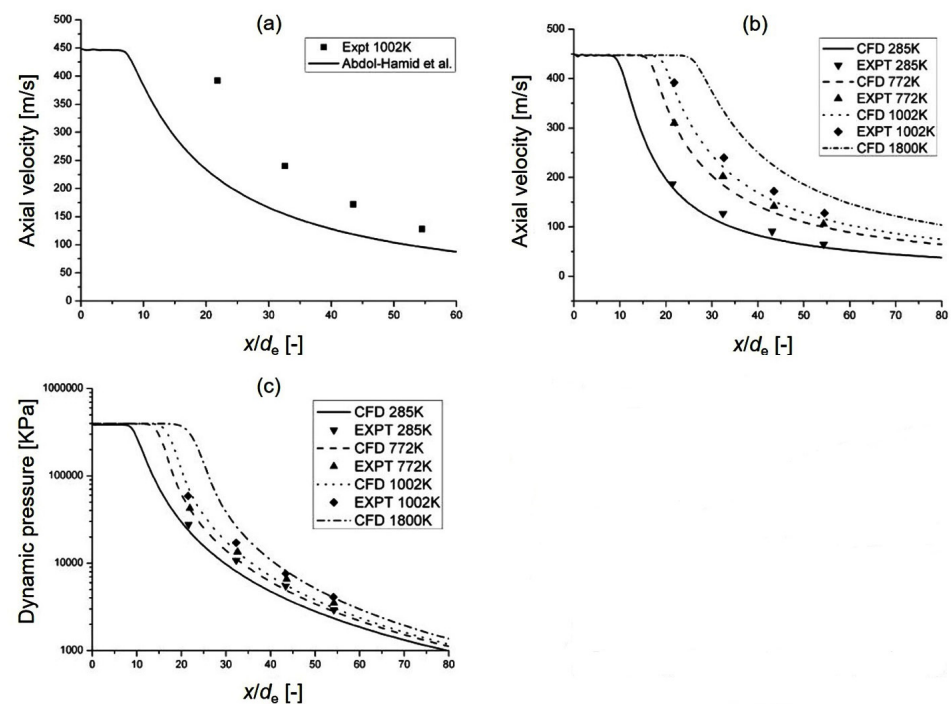 (a)
Axial velocity [m/s]
500
450
400
350
300
250
200
150
100
50
0
0 10 20 30 40 50 60
x/de [-]
Expt 1002K
Abdol-Hamid et al.
(b)
Axial velocity [m/s]
500
400
300
200
100
0
0 10 20 30 40 50 60 70 80
x/de [-]
CFD 285K
EXPT 285K
CFD 772K
EXPT 772K
CFD 1002K
EXPT 1002K
CFD 1800K
(c)
Dynamic pressure [KPa]
1000000
100000
10000
1000
0 10 20 30 40 50 60 70 80
x/de [-]
CFD 285K
EXPT 285K
CFD 772K
EXPT 772K
CFD 1002K
EXPT 1002K
CFD 1800K